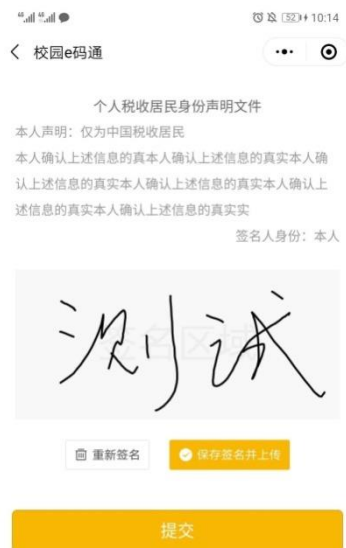 46 46 52 10:14
校园e码通
个人税收居民身份声明文件
本人声明：仅为中国税收居民
本人确认上述信息的真本人确认上述信息的真实本人确
认上述信息的真实本人确认上述信息的真实本人确认上
述信息的真实本人确认上述信息的真实实
签名人身份：本人
签名区域
测试
重新签名 保存签名并上传
提交